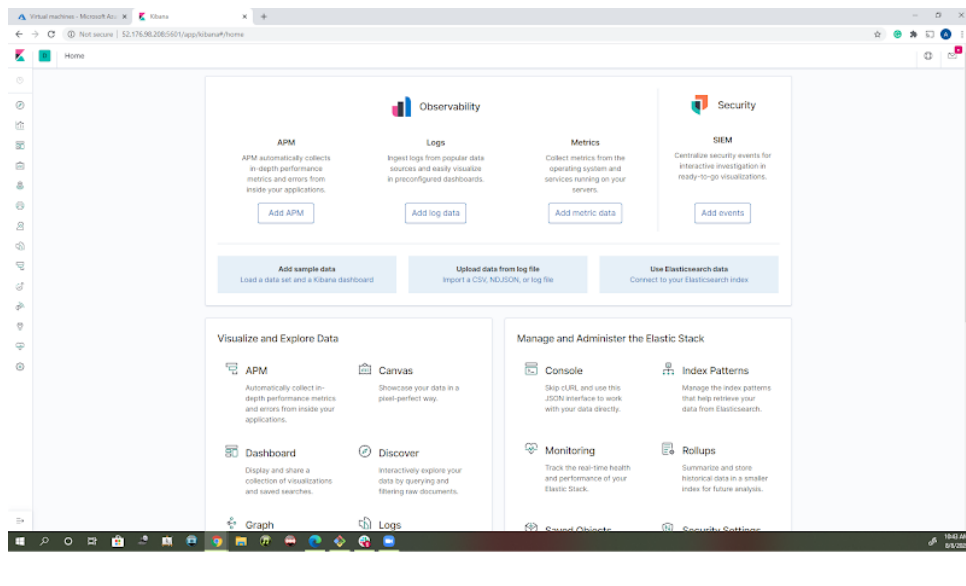 Virtual machines - Microsoft Azu
Kibana
Not secure | 52.176.98.208:5601/app/kibana#/home
Home
Observability
Security
APM
APM automatically collects
in-depth performance
metrics and errors from
inside your applications.
Add APM
Logs
Ingest logs from popular data
sources and easily visualize
in preconfigured dashboards.
Add log data
Metrics
Collect metrics from the
operating system and
services running on your
servers.
Add metric data
SIEM
Centralize security events for
interactive investigation in
ready-to-go visualizations.
Add events
Add sample data
Load a data set and a Kibana dashboard
Upload data from log file
Import a CSV, NDJSON, or log file
Use Elasticsearch data
Connect to your Elasticsearch index
Visualize and Explore Data
APM
Automatically collect in-
depth performance metrics
and errors from inside your
applications.
Canvas
Showcase your data in a
pixel-perfect way.
Dashboard
Display and share a
collection of visualizations
and saved searches.
Discover
Interactively explore your
data by querying and
filtering raw documents.
Graph
Logs
Manage and Administer the Elastic Stack
Console
Skip cURL and use this
JSON interface to work
with your data directly.
Index Patterns
Manage the index patterns
that help retrieve your
data from Elasticsearch.
Monitoring
Track the real-time health
and performance of your
Elastic Stack.
Rollups
Summarize and store
historical data in a smaller
index for future analysis.
Saved Objects
Security Settings
10:43 AM